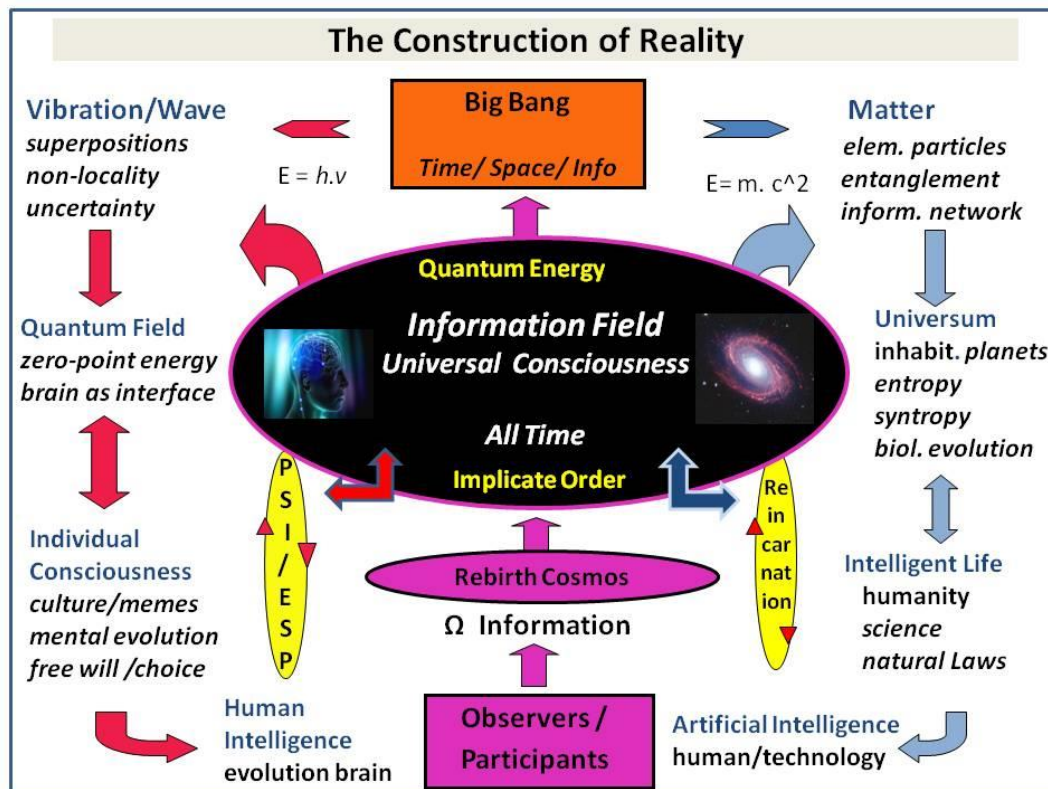 The Construction of Reality
Vibration/Wave
superpositions
non-locality
uncertainty
E = h.v
Big Bang
Time/ Space/ Info
Matter
elem. particles
entanglement
inform. network
E= m. c^2
Quantum Energy
Information Field
Universal Consciousness
All Time
Implicate Order
Quantum Field
zero-point energy
brain as interface
Universum
inhabit. planets
entropy
syntropy
biol. evolution
P
S
I
/
E
S
P
Re
in
car
nat
ion
Individual
Consciousness
culture/memes
mental evolution
free will /choice
Rebirth Cosmos
Ω Information
Intelligent Life
humanity
science
natural Laws
Human
Intelligence
evolution brain
Observers /
Participants
Artificial Intelligence
human/technology